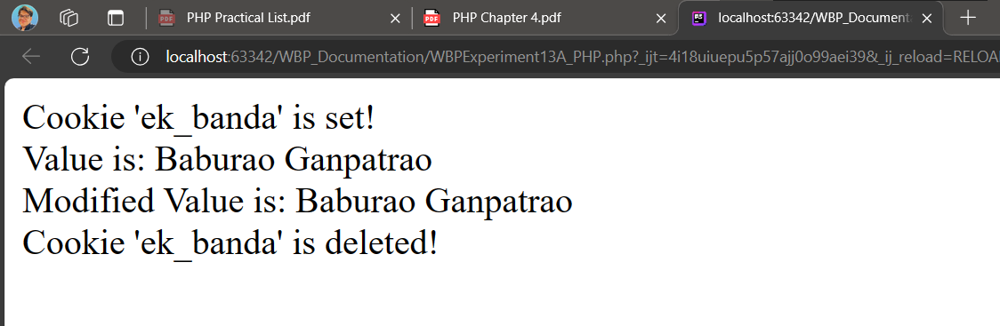 PHP Practical List.pdf
PHP Chapter 4.pdf
localhost:63342/WBP_Documenta
localhost:63342/WBP_Documentation/WBPExperiment13A_PHP.php?_ijt=4i18uiuepu5p57ajj0o99aei39&_ij_reload=RELOA
Cookie 'ek_banda' is set!
Value is: Baburao Ganpatrao
Modified Value is: Baburao Ganpatrao
Cookie 'ek_banda' is deleted!